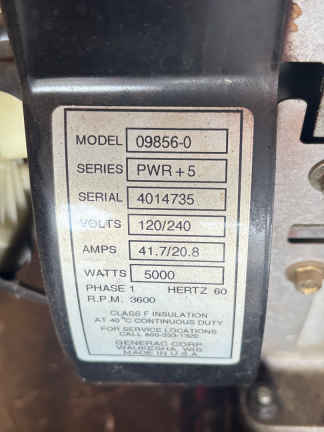 MODEL 09856-0
SERIES PWR+5
SERIAL 4014735
VOLTS 120/240
AMPS 41.7/20.8
WATTS 5000
PHASE 1 HERTZ 60
R.P.M. 3600
CLASS F INSULATION
AT 40 °C CONTINUOUS DUTY
FOR SERVICE LOCATIONS
CALL
GENERAC CORP.
WAUKESHA, WIS.
MADE IN U.S.A.